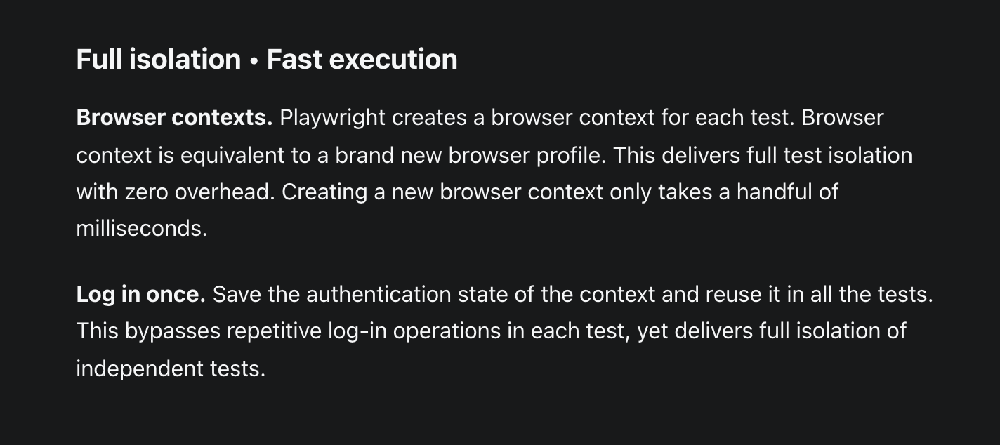 Full isolation • Fast execution
Browser contexts. Playwright creates a browser context for each test. Browser
context is equivalent to a brand new browser profile. This delivers full test isolation
with zero overhead. Creating a new browser context only takes a handful of
milliseconds.
Log in once. Save the authentication state of the context and reuse it in all the tests.
This bypasses repetitive log-in operations in each test, yet delivers full isolation of
independent tests.